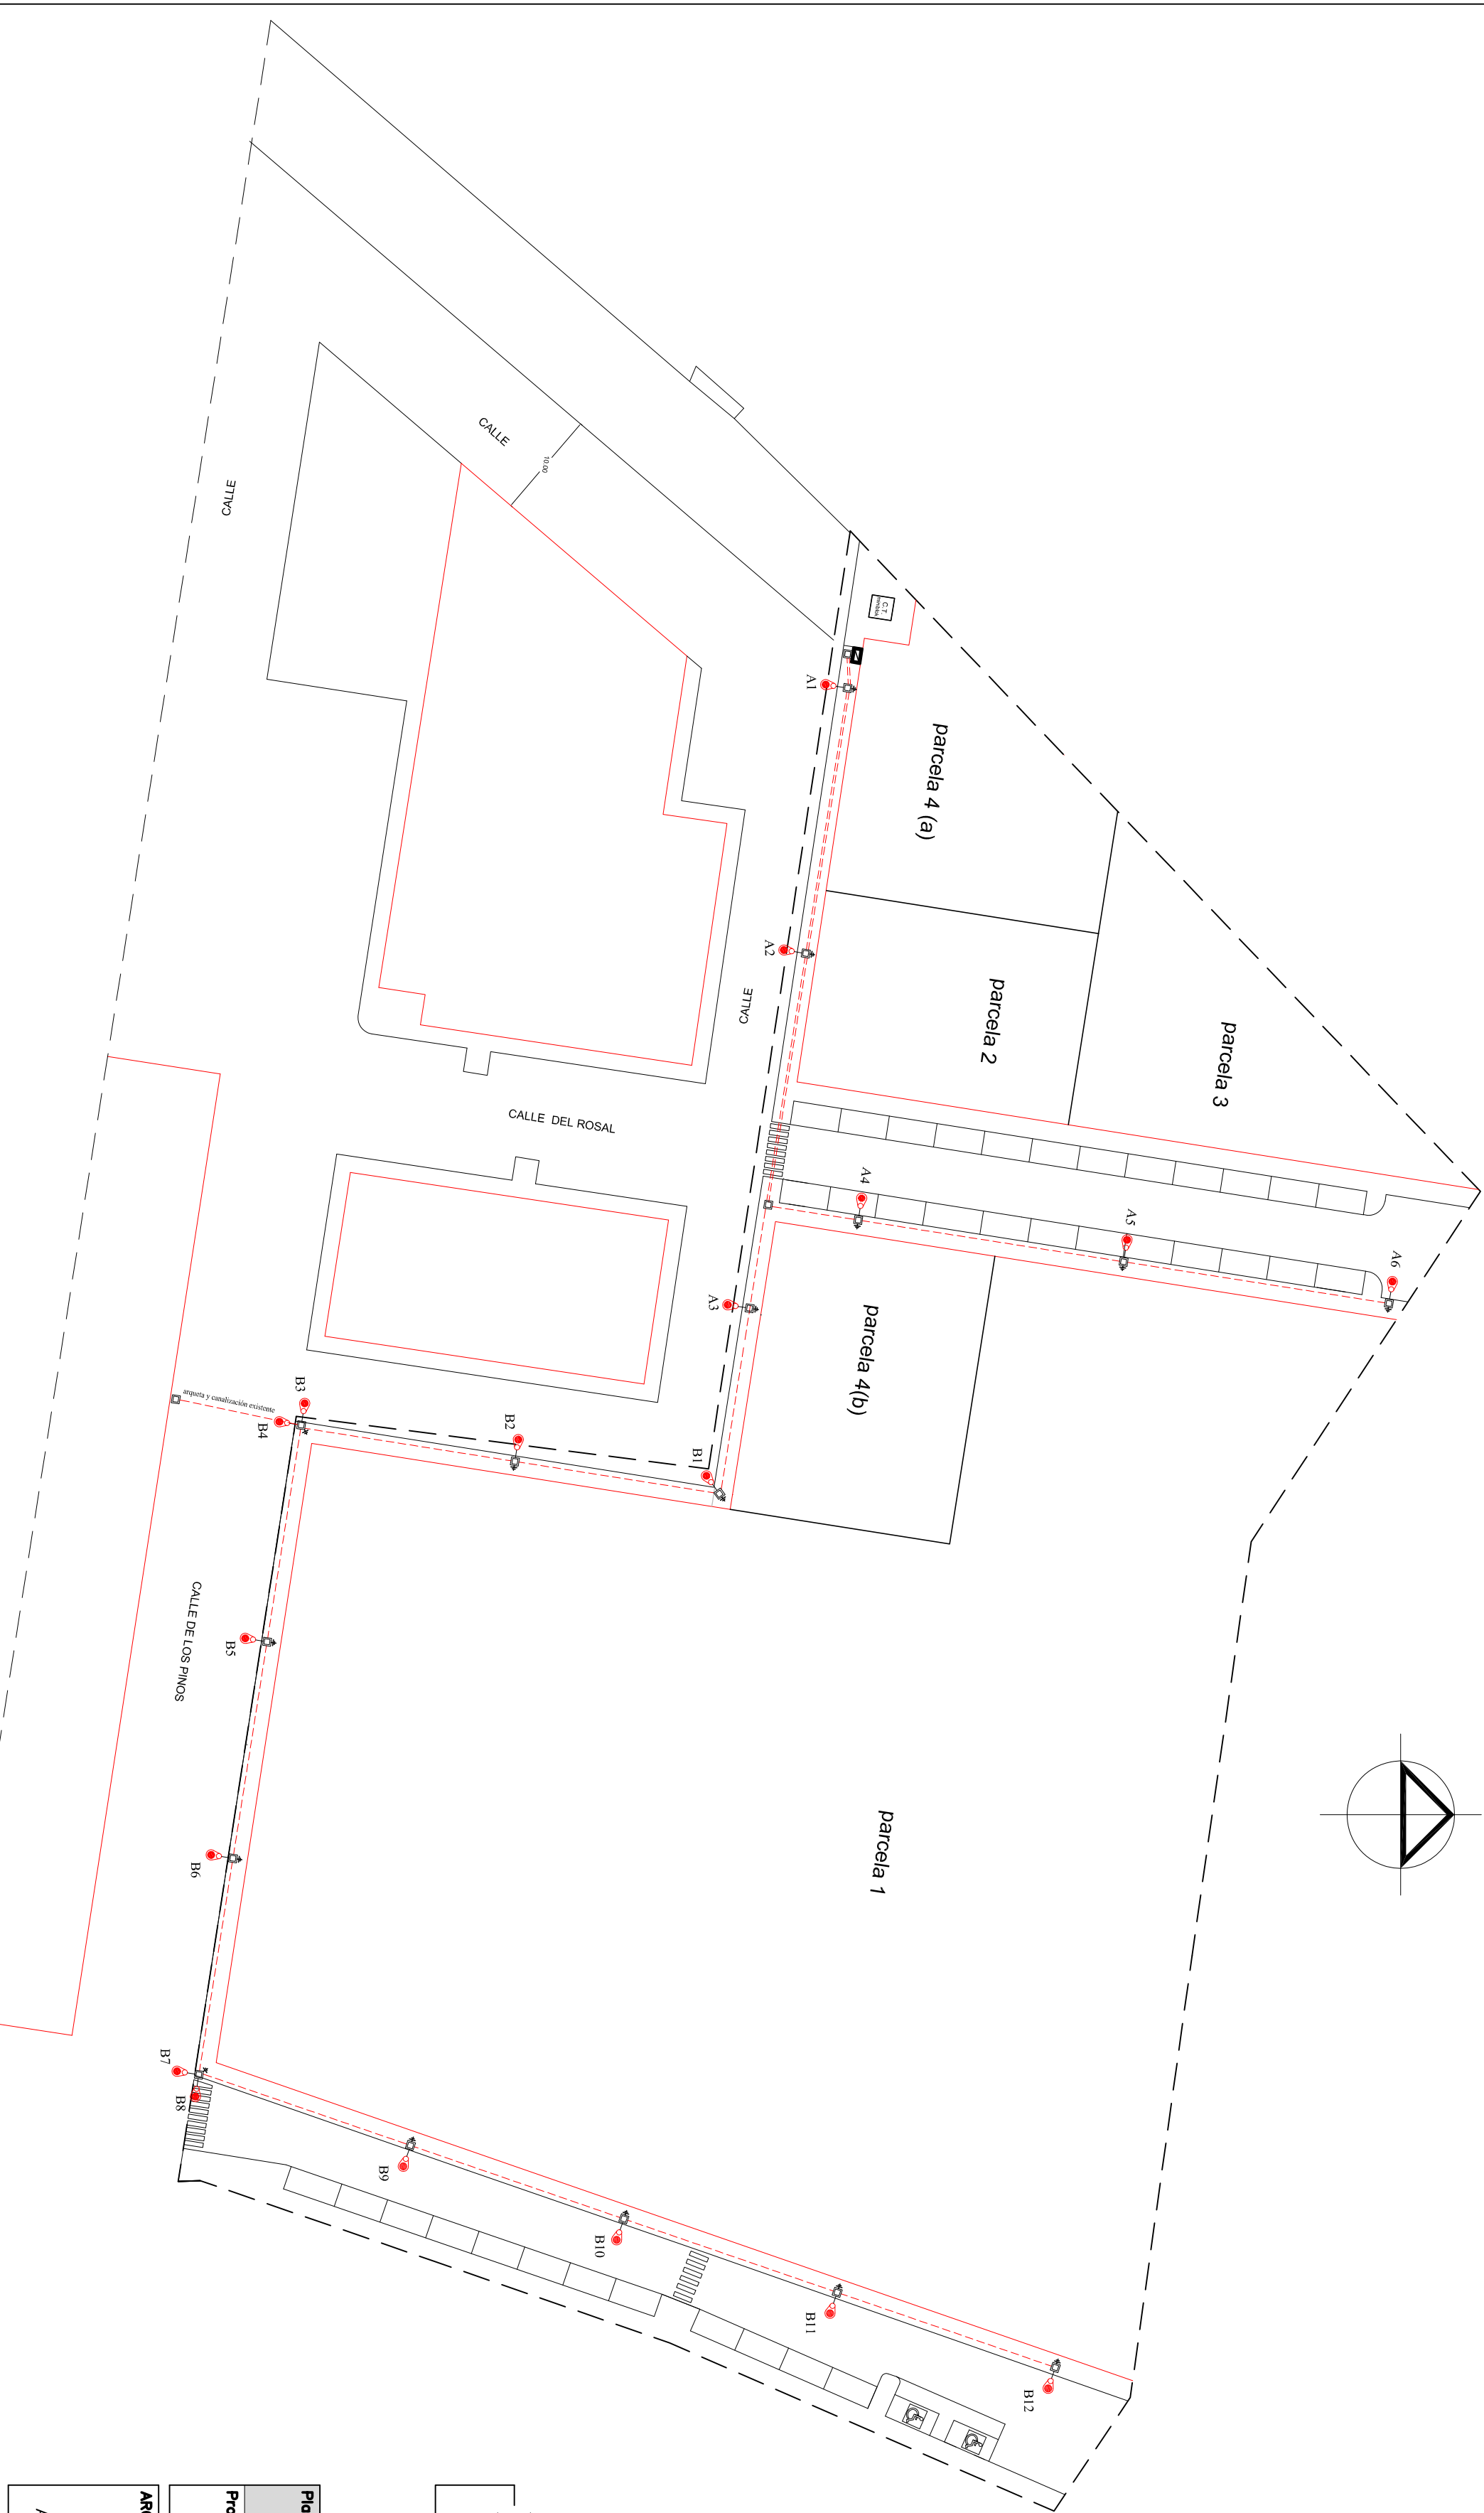 parcela 3
parcela 2
parcela 4 (a)
parcela 4(b)
parcela 1
C.T.
CALLE
10.00
CALLE
CALLE
CALLE DEL ROSAL
CALLE DE LOS PINOS
arqueta y canalización existente
A1
A2
A3
A4
A5
A6
B1
B2
B3
B4
B5
B6
B7
B8
B9
B10
B11
B12